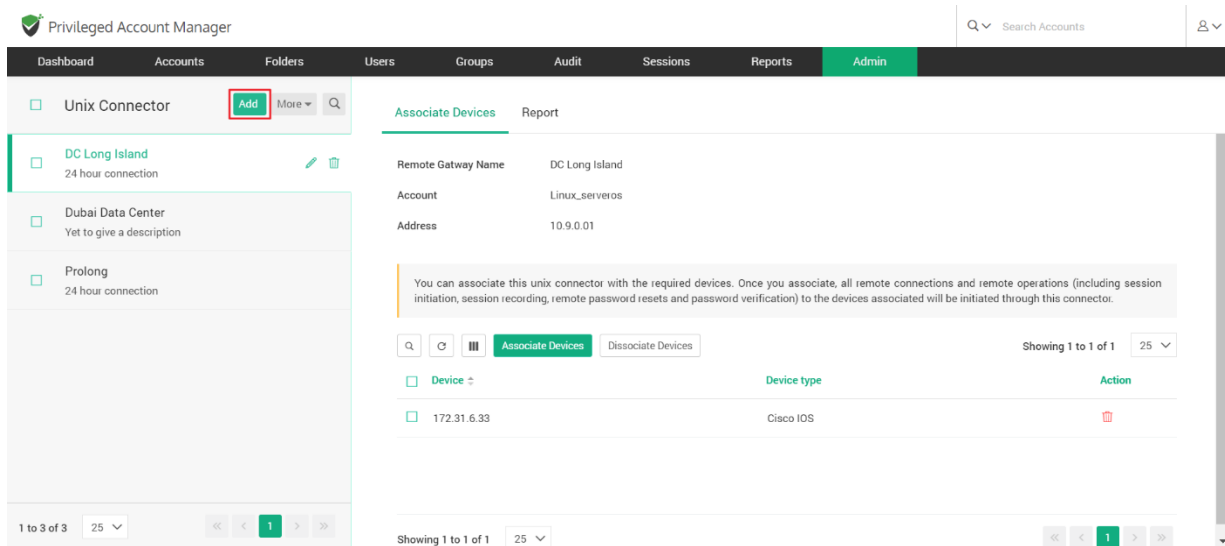 Privileged Account Manager
Search Accounts
Dashboard Accounts Folders Users Groups Audit Sessions Reports Admin
Unix Connector Add More
DC Long Island
24 hour connection
Dubai Data Center
Yet to give a description
Prolong
24 hour connection
1 to 3 of 3 25 1
Associate Devices Report
Remote Gatway Name DC Long Island
Account Linux_serveros
Address 10.9.0.01
You can associate this unix connector with the required devices. Once you associate, all remote connections and remote operations (including session
initiation, session recording, remote password resets and password verification) to the devices associated will be initiated through this connector.
Associate Devices Dissociate Devices Showing 1 to 1 of 1 25
Device Device type Action
172.31.6.33 Cisco IOS
Showing 1 to 1 of 1 25 1